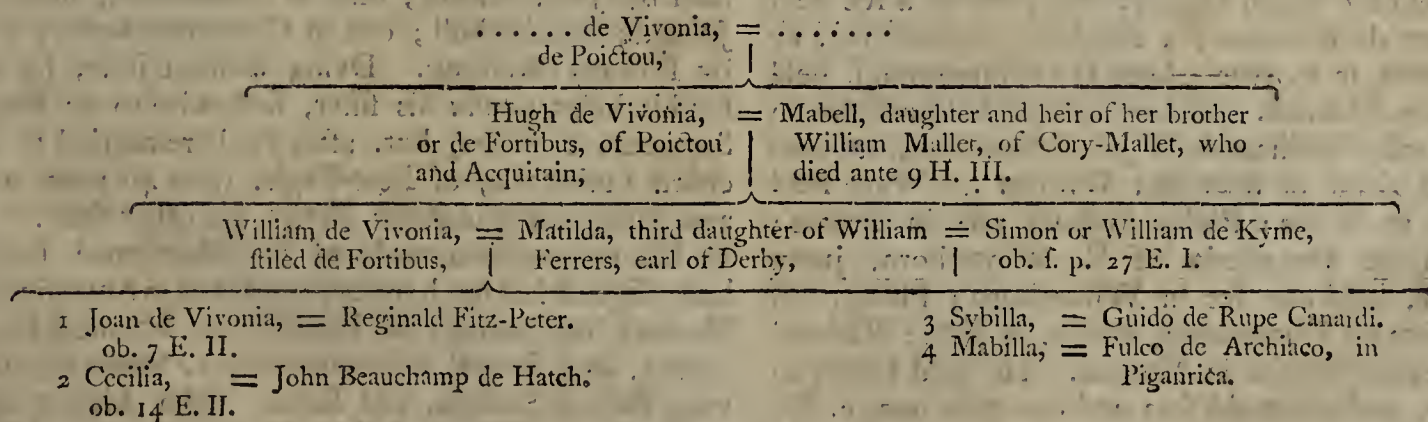 ...... de Vivonia, = .......
de Poictou,
Hugh de Vivonia, = Mabell, daughter and heir of her brother
or de Fortibus, of Poictou, William Mallet, of Cory-Mallet, who
and Acquitain, died ante 9 H. III.
William de Vivonia, = Matilda, third daughter of William = Simon or William de Kyme,
ſtiled de Fortibus, Ferrers, earl of Derby, ob. ſ. p. 27 E. I.
1 Joan de Vivonia, = Reginald Fitz-Peter. 3 Sybilla, = Guido de Rupe Canardi.
ob. 7 E. II. 4 Mabilla, = Fulco de Archiaco, in
2 Cecilia, = John Beauchamp de Hatch. Piganrica.
ob. 14 E. II.